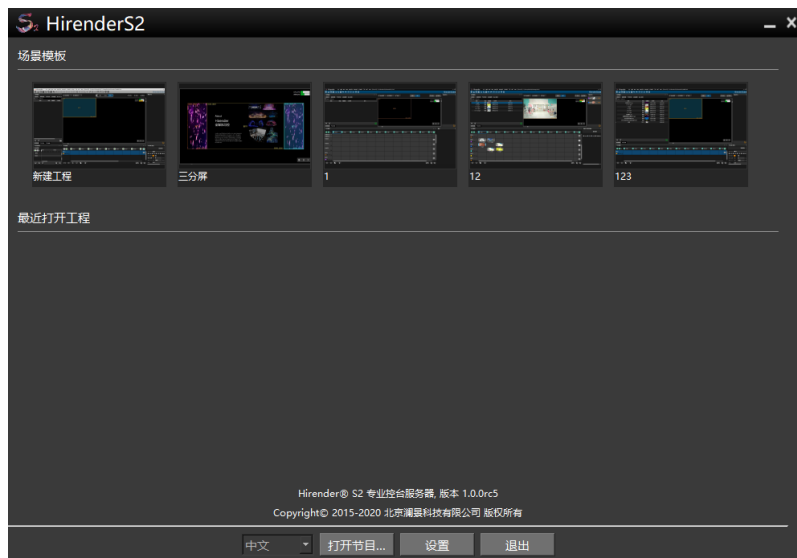 HirenderS2
场景模板
新建工程
三分屏
1
12
123
最近打开工程
Hirender® S2 专业控台服务器, 版本 1.0.0rc5
Copyright© 2015-2020 北京澜景科技有限公司 版权所有
中文
打开节目...
设置
退出